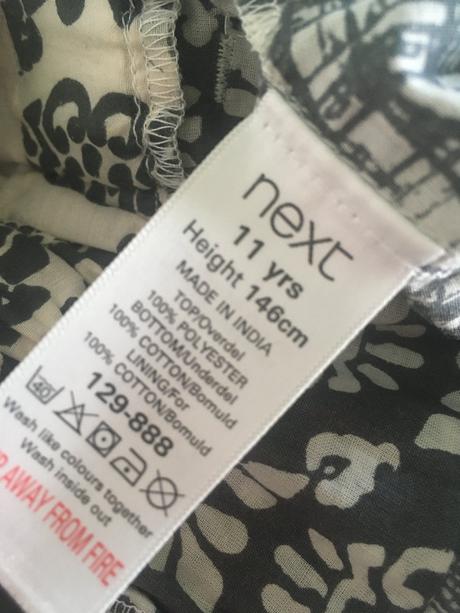 next
11 yrs
Height 146cm
MADE IN INDIA
TOP/Overdel
100% POLYESTER
BOTTOM/Underdel
100% COTTON/Bomuld
LINING/For
100% COTTON/Bomuld
129-888
40
Wash like colours together
Wash inside out
AWAY FROM FIRE